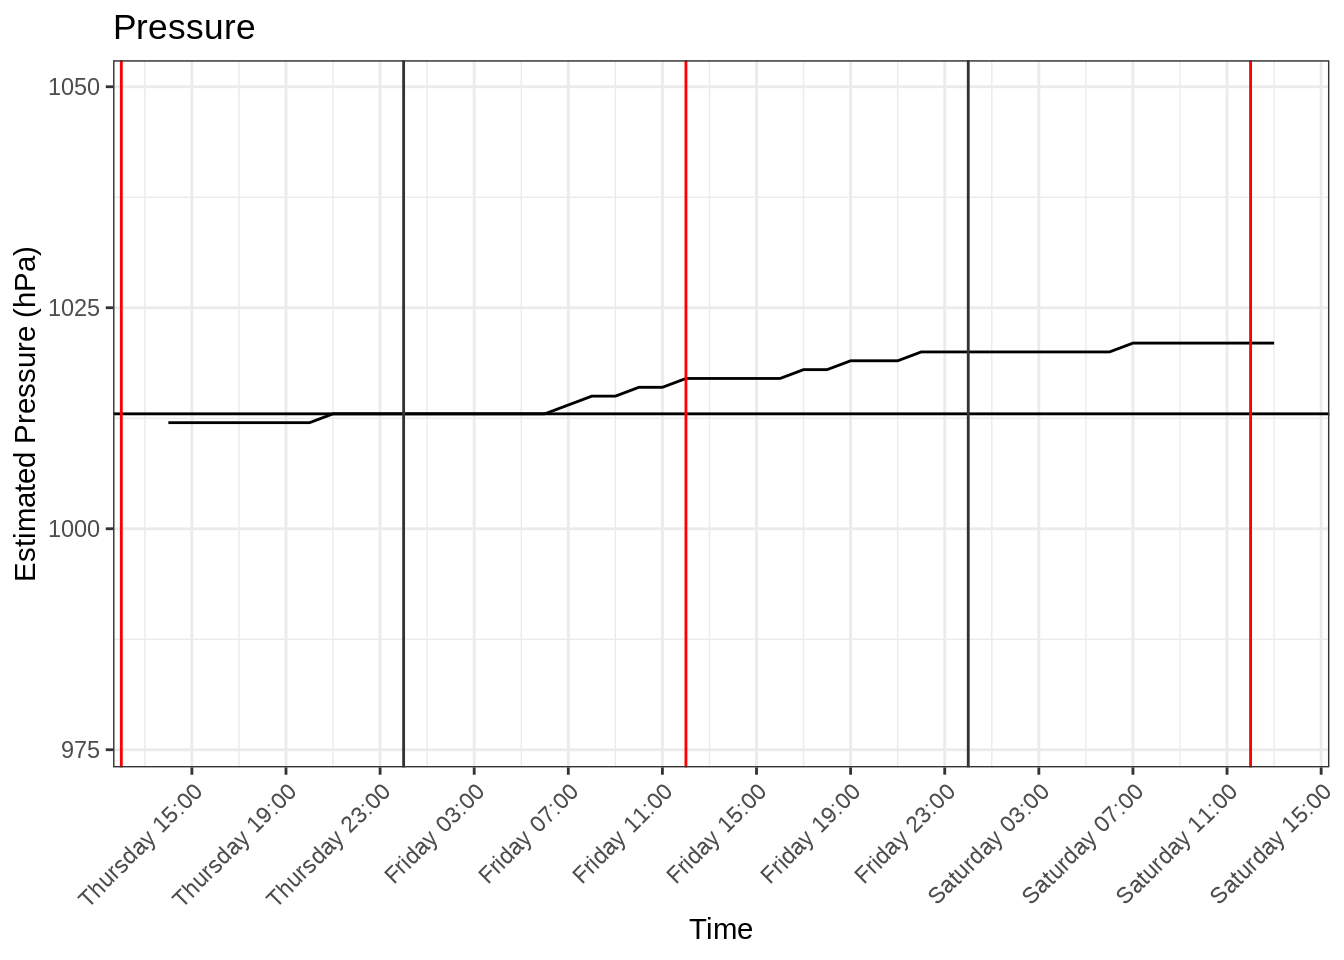 Pressure
Estimated Pressure (hPa)
1050
1025
1000
975
Thursday 15:00
Thursday 19:00
Thursday 23:00
Friday 03:00
Friday 07:00
Friday 11:00
Friday 15:00
Friday 19:00
Friday 23:00
Saturday 03:00
Saturday 07:00
Saturday 11:00
Saturday 15:00
Time